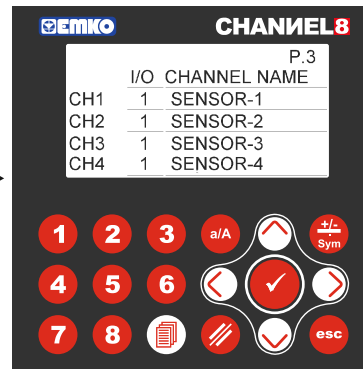 EMKO CHANNEL8
P.3
I/O CHANNEL NAME
CH1 1 SENSOR-1
CH2 1 SENSOR-2
CH3 1 SENSOR-3
CH4 1 SENSOR-4
1 2 3 a/A +/- Sym
4 5 6
7 8 esc